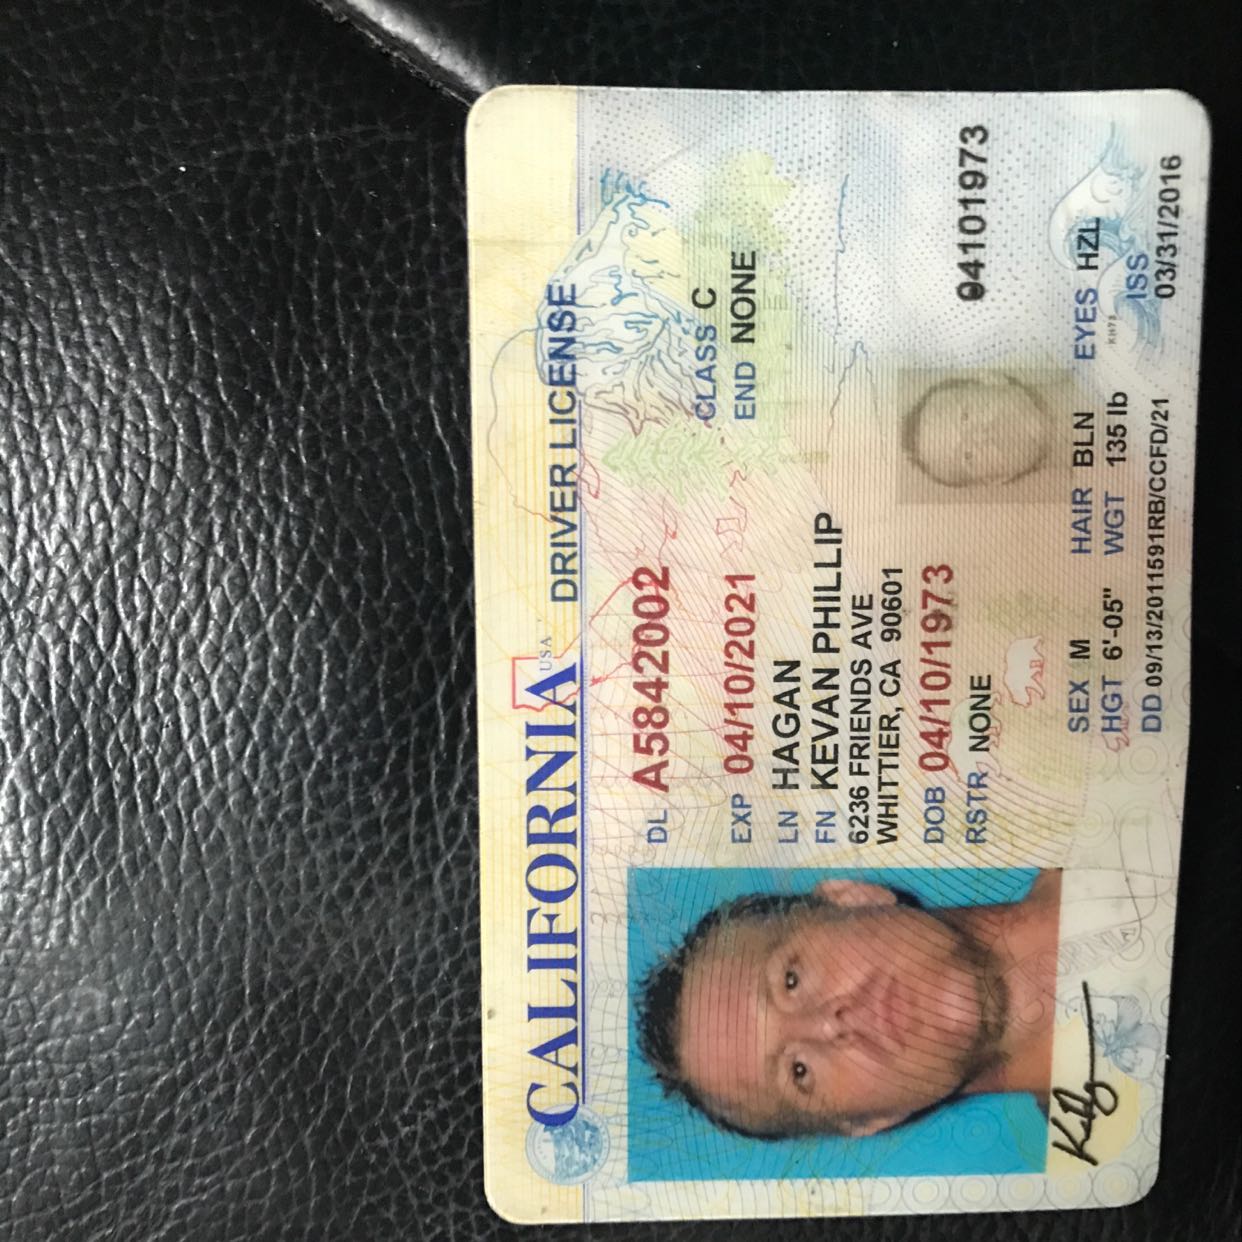 CALIFORNIA USA DRIVER LICENSE
DL A5842002 CLASS C
EXP 04/10/2021 END NONE
LN HAGAN
FN KEVAN PHILLIP
6236 FRIENDS AVE
WHITTIER, CA 90601
DOB 04/10/1973
RSTR NONE 04101973
SEX M HAIR BLN EYES HZL
HGT 6'-05" WGT 135 lb ISS
DD 09/13/2011591RB/CCFD/21 03/31/2016